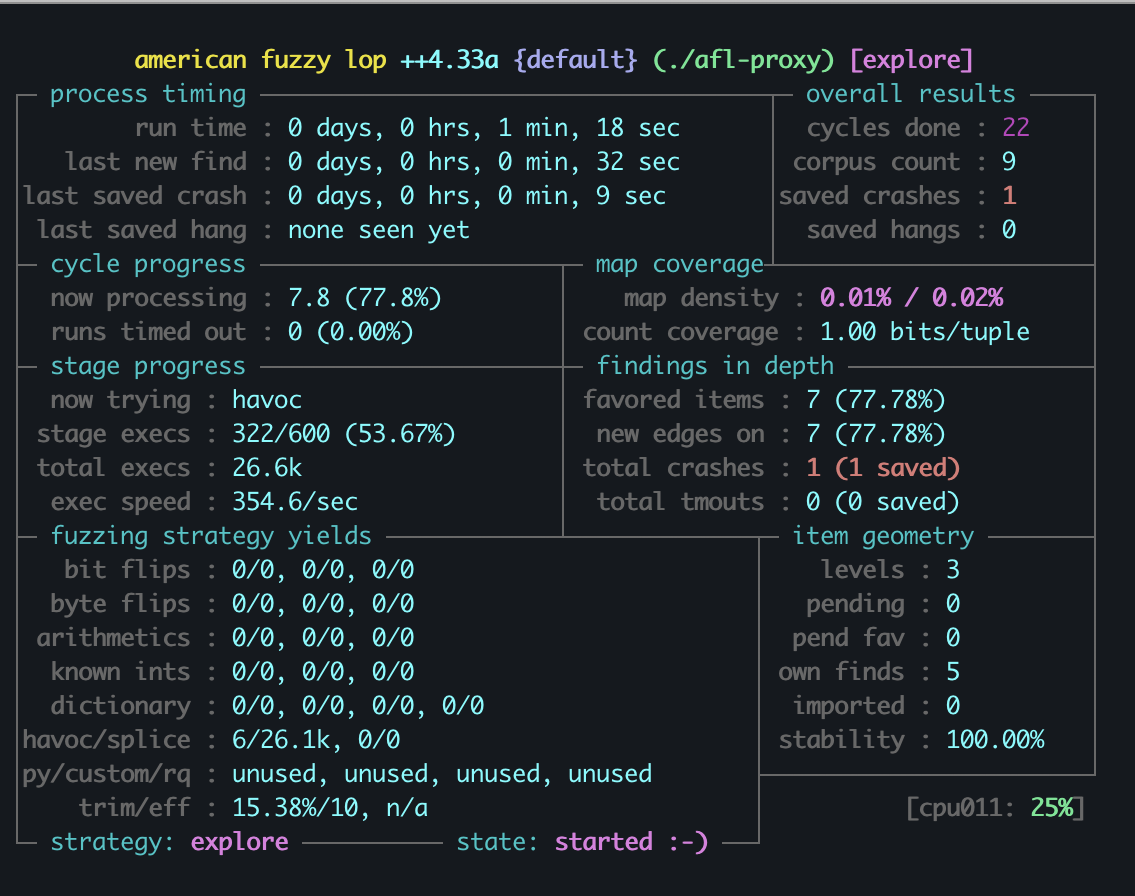 american fuzzy lop ++4.33a {default} (./afl-proxy) [explore]
process timing overall results
run time : 0 days, 0 hrs, 1 min, 18 sec cycles done : 22
last new find : 0 days, 0 hrs, 0 min, 32 sec corpus count : 9
last saved crash : 0 days, 0 hrs, 0 min, 9 sec saved crashes : 1
last saved hang : none seen yet saved hangs : 0
cycle progress map coverage
now processing : 7.8 (77.8%) map density : 0.01% / 0.02%
runs timed out : 0 (0.00%) count coverage : 1.00 bits/tuple
stage progress findings in depth
now trying : havoc favored items : 7 (77.78%)
stage execs : 322/600 (53.67%) new edges on : 7 (77.78%)
total execs : 26.6k total crashes : 1 (1 saved)
exec speed : 354.6/sec total tmouts : 0 (0 saved)
fuzzing strategy yields item geometry
bit flips : 0/0, 0/0, 0/0 levels : 3
byte flips : 0/0, 0/0, 0/0 pending : 0
arithmetics : 0/0, 0/0, 0/0 pend fav : 0
known ints : 0/0, 0/0, 0/0 own finds : 5
dictionary : 0/0, 0/0, 0/0, 0/0 imported : 0
havoc/splice : 6/26.1k, 0/0 stability : 100.00%
py/custom/rq : unused, unused, unused, unused
trim/eff : 15.38%/10, n/a [cpu011: 25%]
strategy: explore state: started :-)